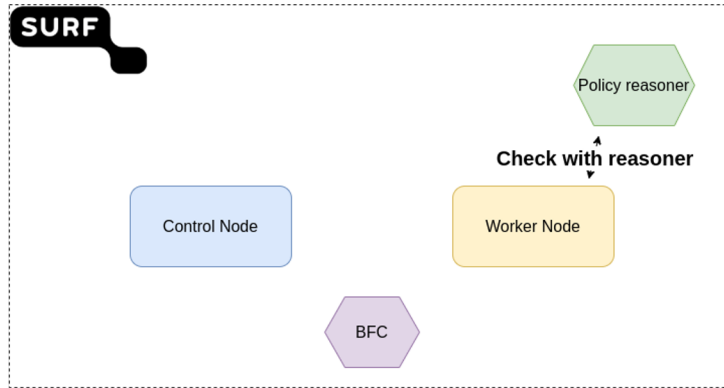 SURF
Policy reasoner
Check with reasoner
Control Node
Worker Node
BFC